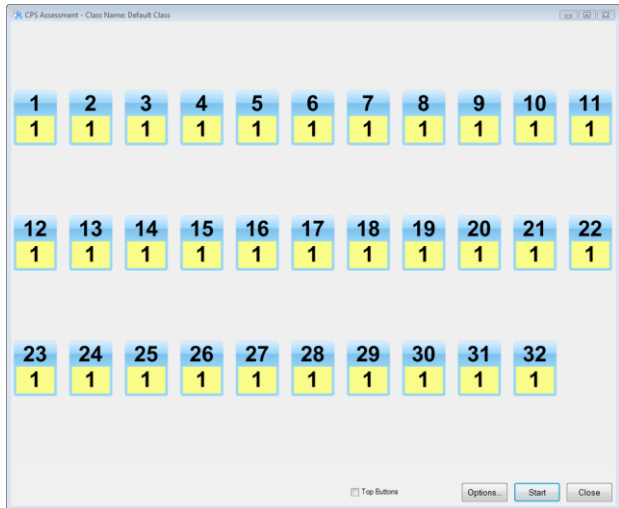 CPS Assessment - Class Name: Default Class
1 2 3 4 5 6 7 8 9 10 11
1 1 1 1 1 1 1 1 1 1 1
12 13 14 15 16 17 18 19 20 21 22
1 1 1 1 1 1 1 1 1 1 1
23 24 25 26 27 28 29 30 31 32
1 1 1 1 1 1 1 1 1 1
Top Buttons Options... Start Close